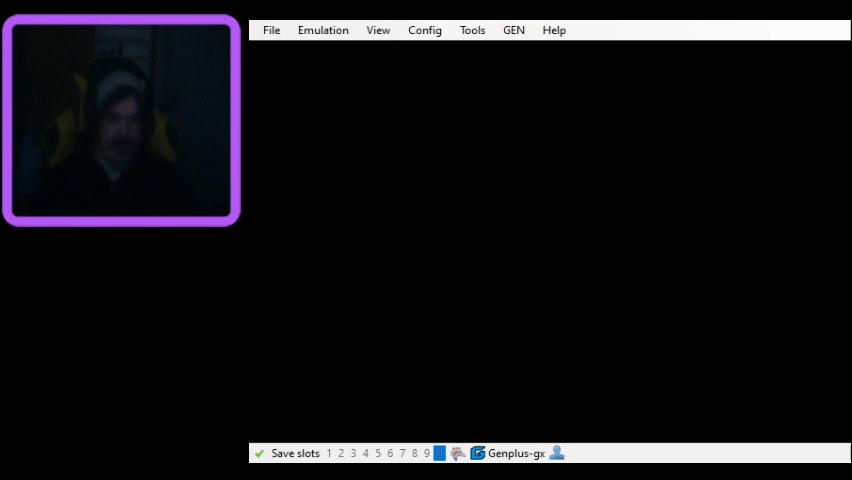 File Emulation View Config Tools GEN Help
Save slots 1 2 3 4 5 6 7 8 9 0 Genplus-gx